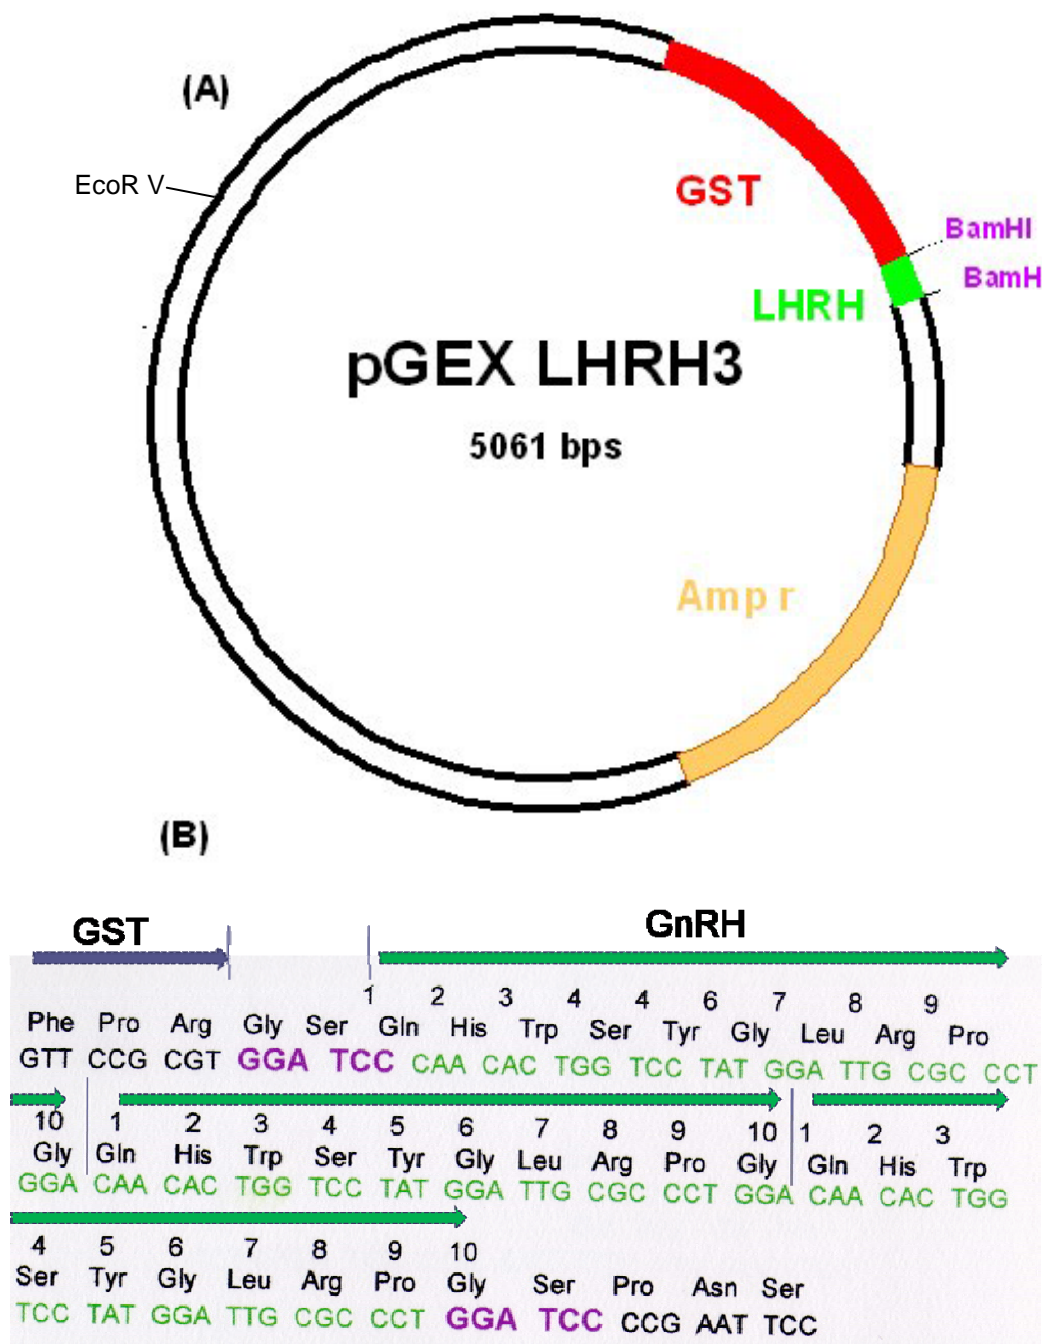 (A)
EcoR V
GST
BamHI
BamH
LHRH
pGEX LHRH3
5061 bps
Amp r
(B)
GST GnRH
1 2 3 4 4 6 7 8 9
Phe Pro Arg Gly Ser Gln His Trp Ser Tyr Gly Leu Arg Pro
GTT CCG CGT GGA TCC CAA CAC TGG TCC TAT GGA TTG CGC CCT
10 1 2 3 4 5 6 7 8 9 10 1 2 3
Gly Gln His Trp Ser Tyr Gly Leu Arg Pro Gly Gln His Trp
GGA CAA CAC TGG TCC TAT GGA TTG CGC CCT GGA CAA CAC TGG
4 5 6 7 8 9 10
Ser Tyr Gly Leu Arg Pro Gly Ser Pro Asn Ser
TCC TAT GGA TTG CGC CCT GGA TCC CCG AAT TCC